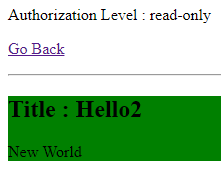 Authorization Level : read-only
Go Back
Title : Hello2
New World